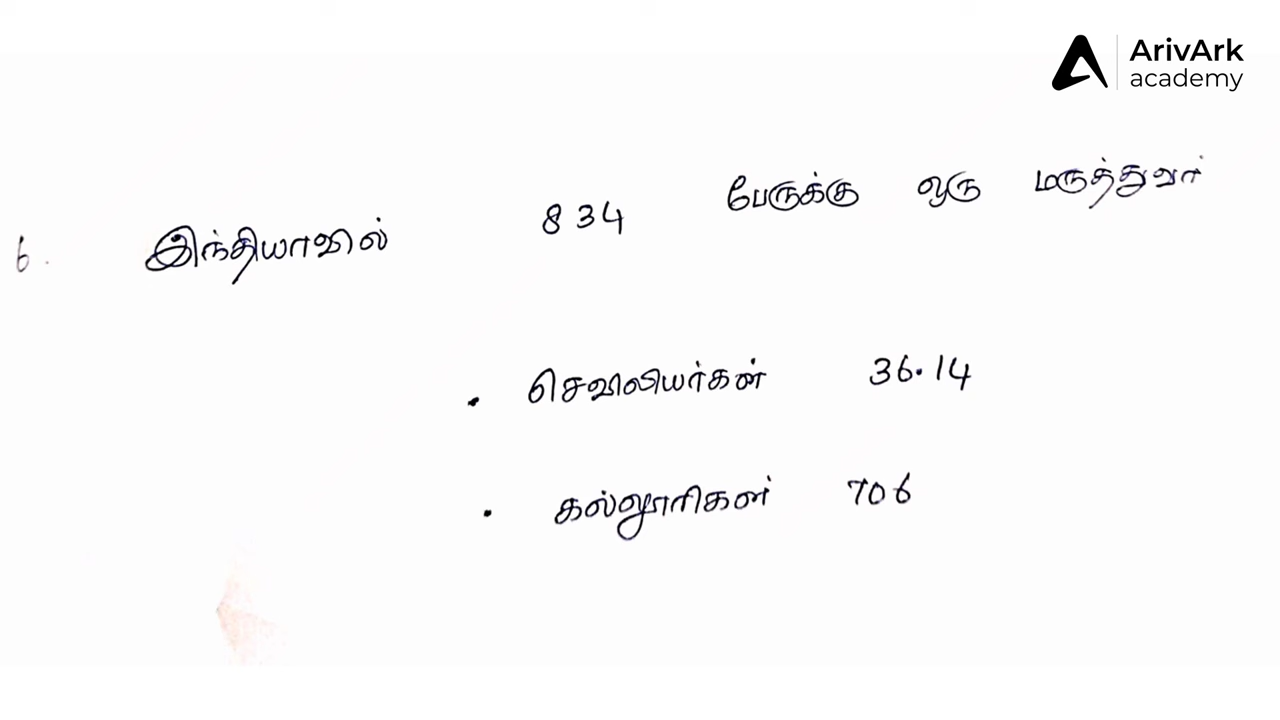 ArivArk
academy
6. இந்தியாவில் 834 பேருக்கு ஒரு மருத்துவர்
• செவிலியர்கள் 36.14
• கல்லூரிகள் 706